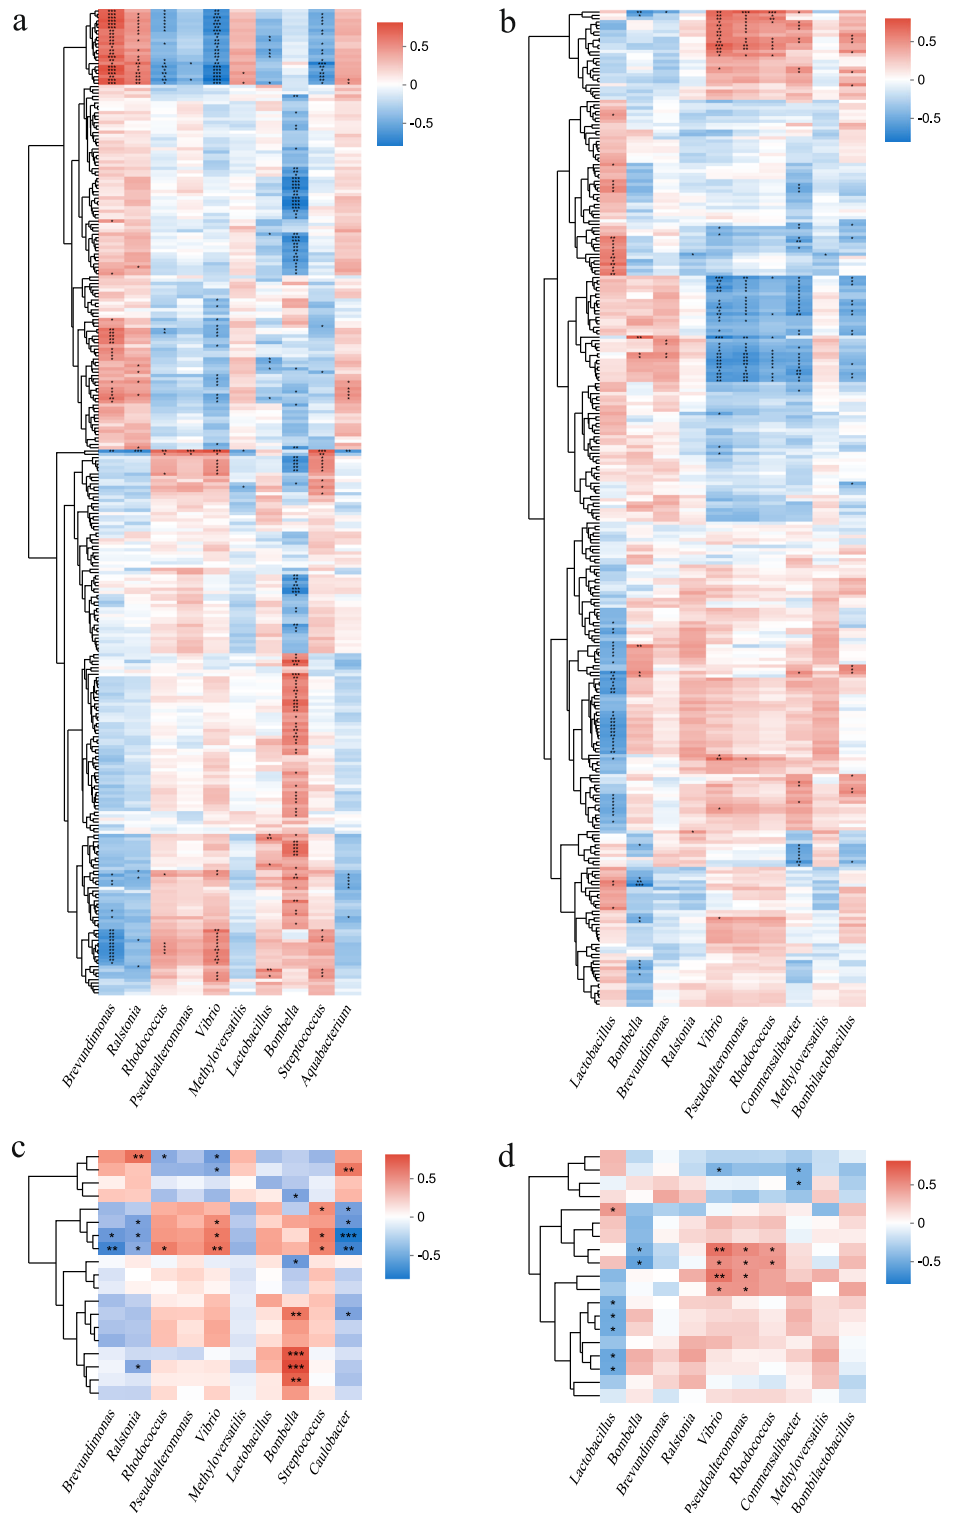 a
b
0.5
0
-0.5
0.5
0
-0.5
Brevundimonas
Ralstonia
Rhodococcus
Pseudoalteromonas
Vibrio
Methyloversatilis
Lactobacillus
Bombella
Streptococcus
Aquabacterium
Lactobacillus
Bombella
Brevundimonas
Ralstonia
Vibrio
Pseudoalteromonas
Rhodococcus
Commensalibacter
Methyloversatilis
Bombilactobacillus
c
d
0.5
0
-0.5
0.5
0
-0.5
Brevundimonas
Ralstonia
Rhodococcus
Pseudoalteromonas
Vibrio
Methyloversatilis
Lactobacillus
Bombella
Streptococcus
Caulobacter
Lactobacillus
Bombella
Brevundimonas
Ralstonia
Vibrio
Pseudoalteromonas
Rhodococcus
Commensalibacter
Methyloversatilis
Bombilactobacillus